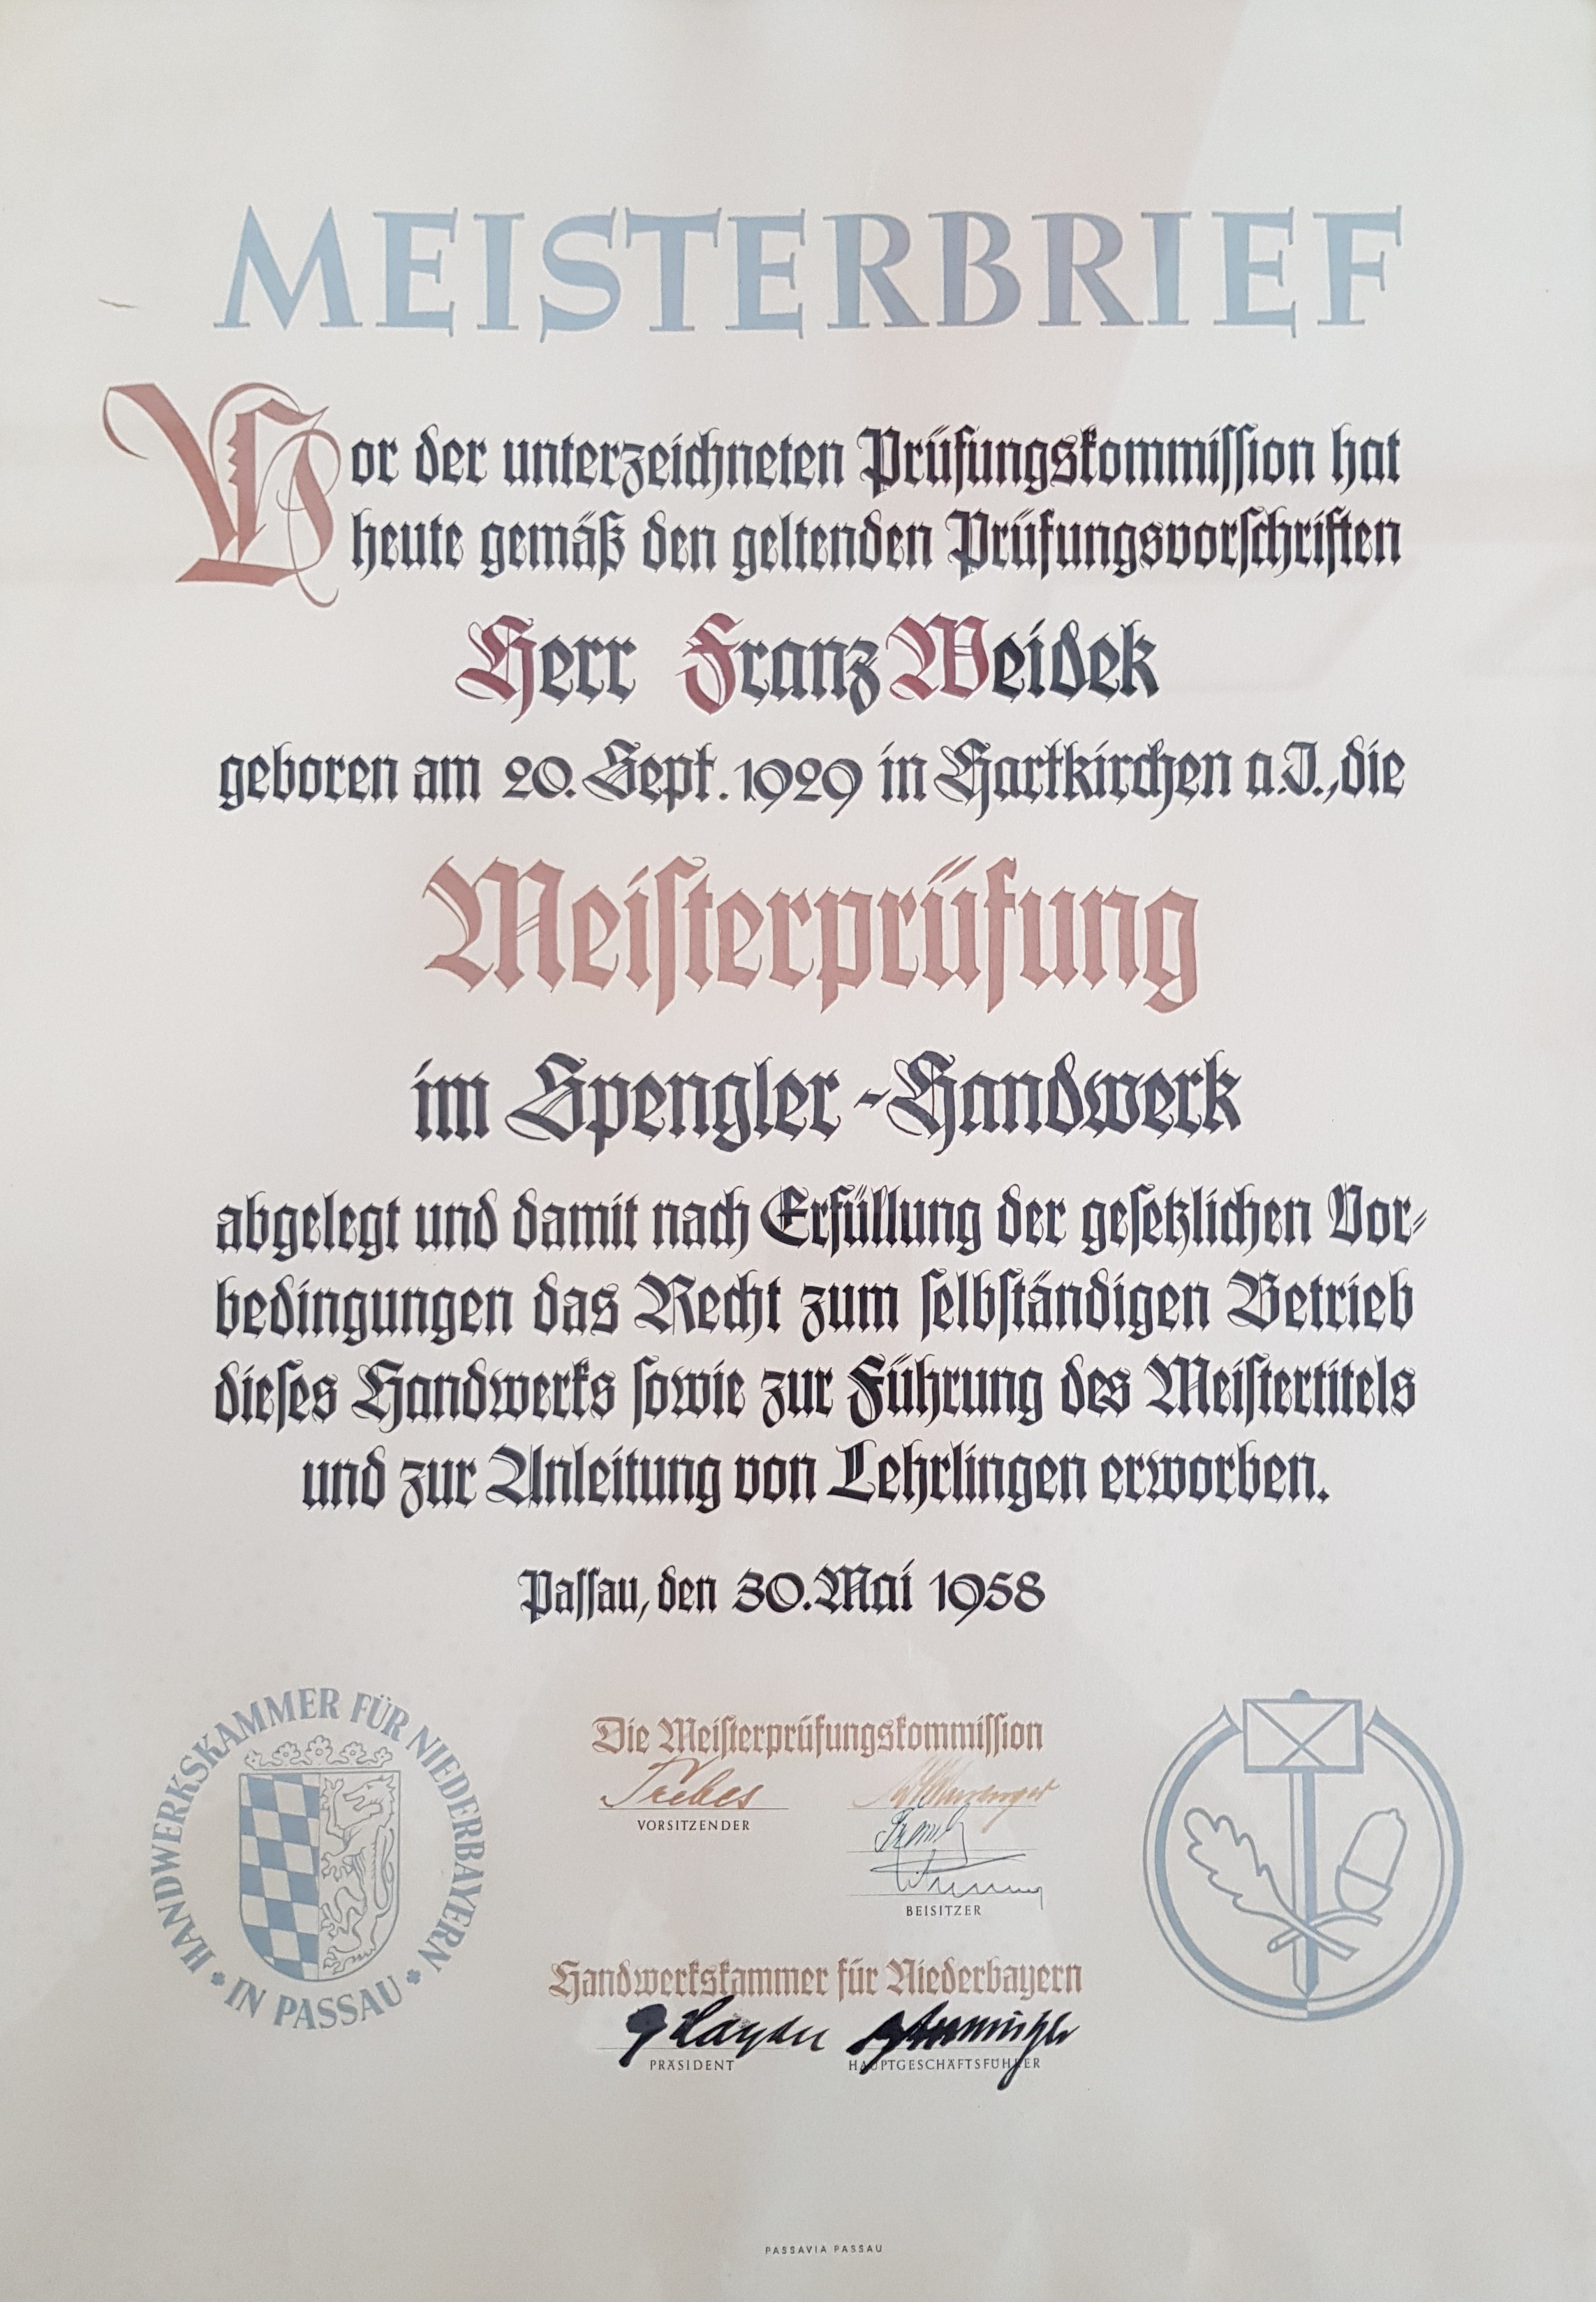 MEISTERBRIEF
Vor der unterzeichneten Prüfungskommission hat
heute gemäß den geltenden Prüfungsvorschriften
Herr Franz Weidek
geboren am 20. Sept. 1929 in Hartkirchen a.I., die
Meisterprüfung
im Spengler-Handwerk
abgelegt und damit nach Erfüllung der gesetzlichen Vor-
bedingungen das Recht zum selbständigen Betrieb
dieses Handwerks sowie zur Führung des Meistertitels
und zur Anleitung von Lehrlingen erworben.
Passau, den 30. Mai 1958
HANDWERKSKAMMER FÜR NIEDERBAYERN
IN PASSAU
Die Meisterprüfungskommission
VORSITZENDER
BEISITZER
Handwerkskammer für Niederbayern
PRÄSIDENT HAUPTGESCHÄFTSFÜHRER
PASSAVIA PASSAU